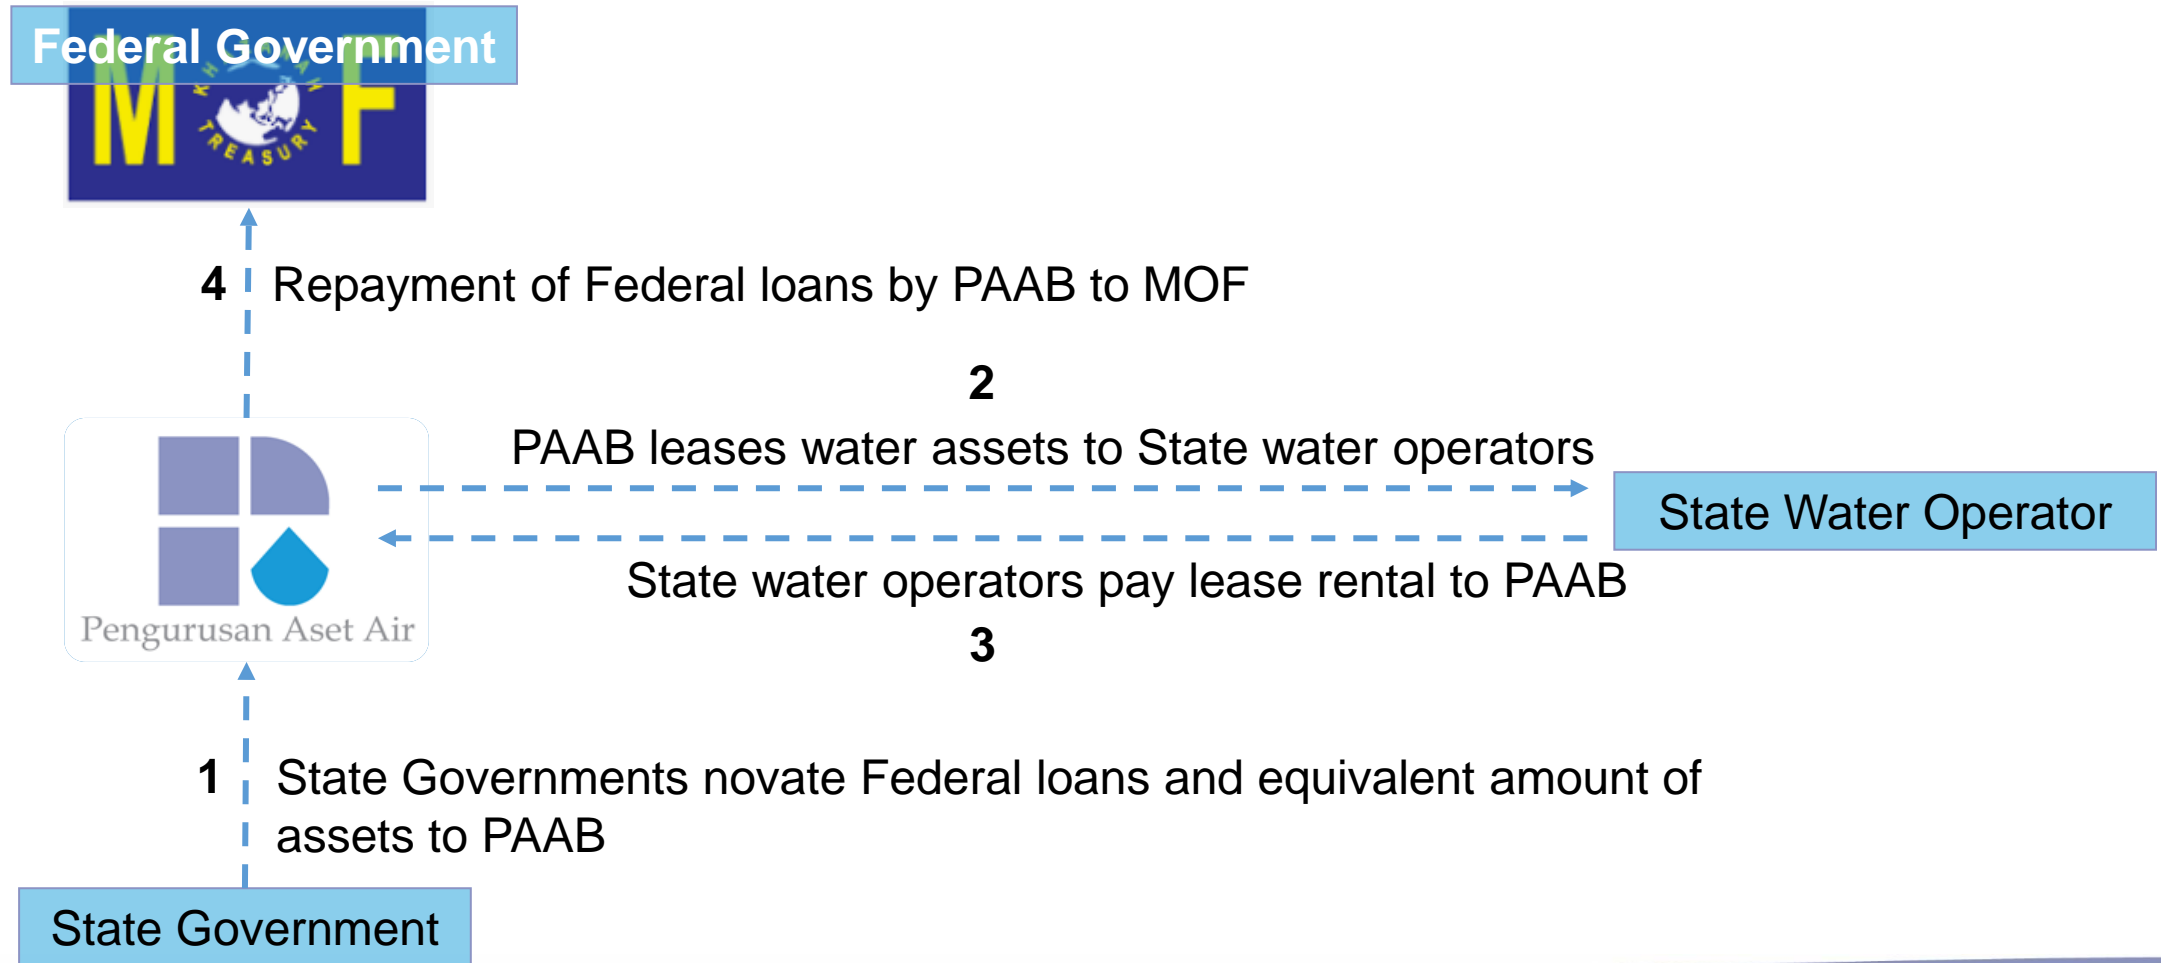 Federal Government
M F
KHAZANAH
TREASURY
4 Repayment of Federal loans by PAAB to MOF
2
PAAB leases water assets to State water operators
State Water Operator
State water operators pay lease rental to PAAB
3
Pengurusan Aset Air
1 State Governments novate Federal loans and equivalent amount of
assets to PAAB
State Government